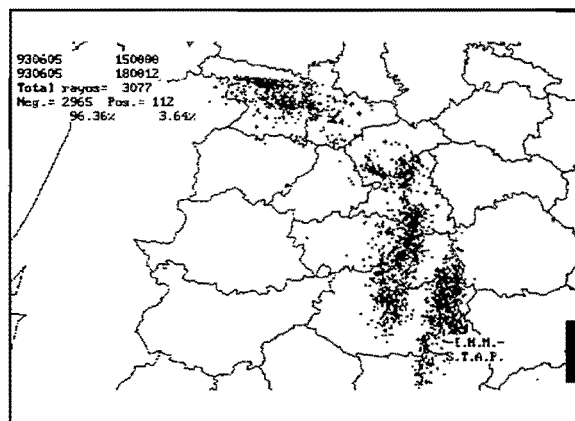 930605 150000
930605 180012
Total rayos= 3077
Neg.= 2965 Pos.= 112
96.36% 3.64%
-I.N.M.-
S.T.A.P.